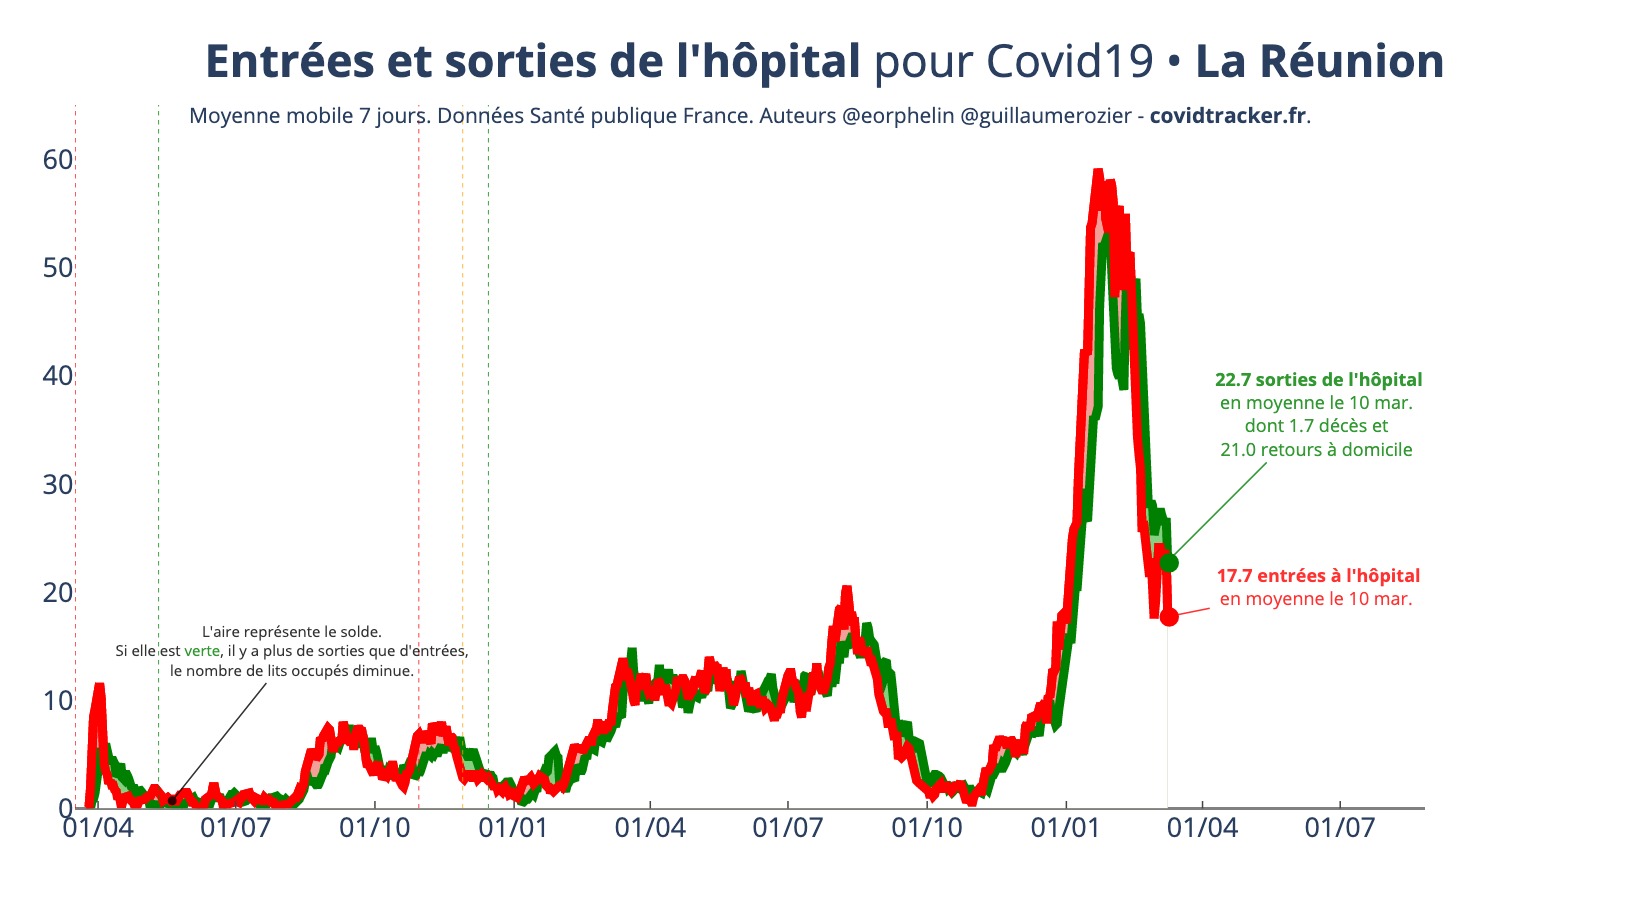 Entrées et sorties de l'hôpital pour Covid19 • La Réunion
Moyenne mobile 7 jours. Données Santé publique France. Auteurs @eorphelin @guillaumerozier - covidtracker.fr.
60
50
40
30
20
10
0
22.7 sorties de l'hôpital
en moyenne le 10 mar.
dont 1.7 décès et
21.0 retours à domicile
17.7 entrées à l'hôpital
en moyenne le 10 mar.
L'aire représente le solde.
Si elle est verte, il y a plus de sorties que d'entrées,
le nombre de lits occupés diminue.
01/04 01/07 01/10 01/01 01/04 01/07 01/10 01/01 01/04 01/07